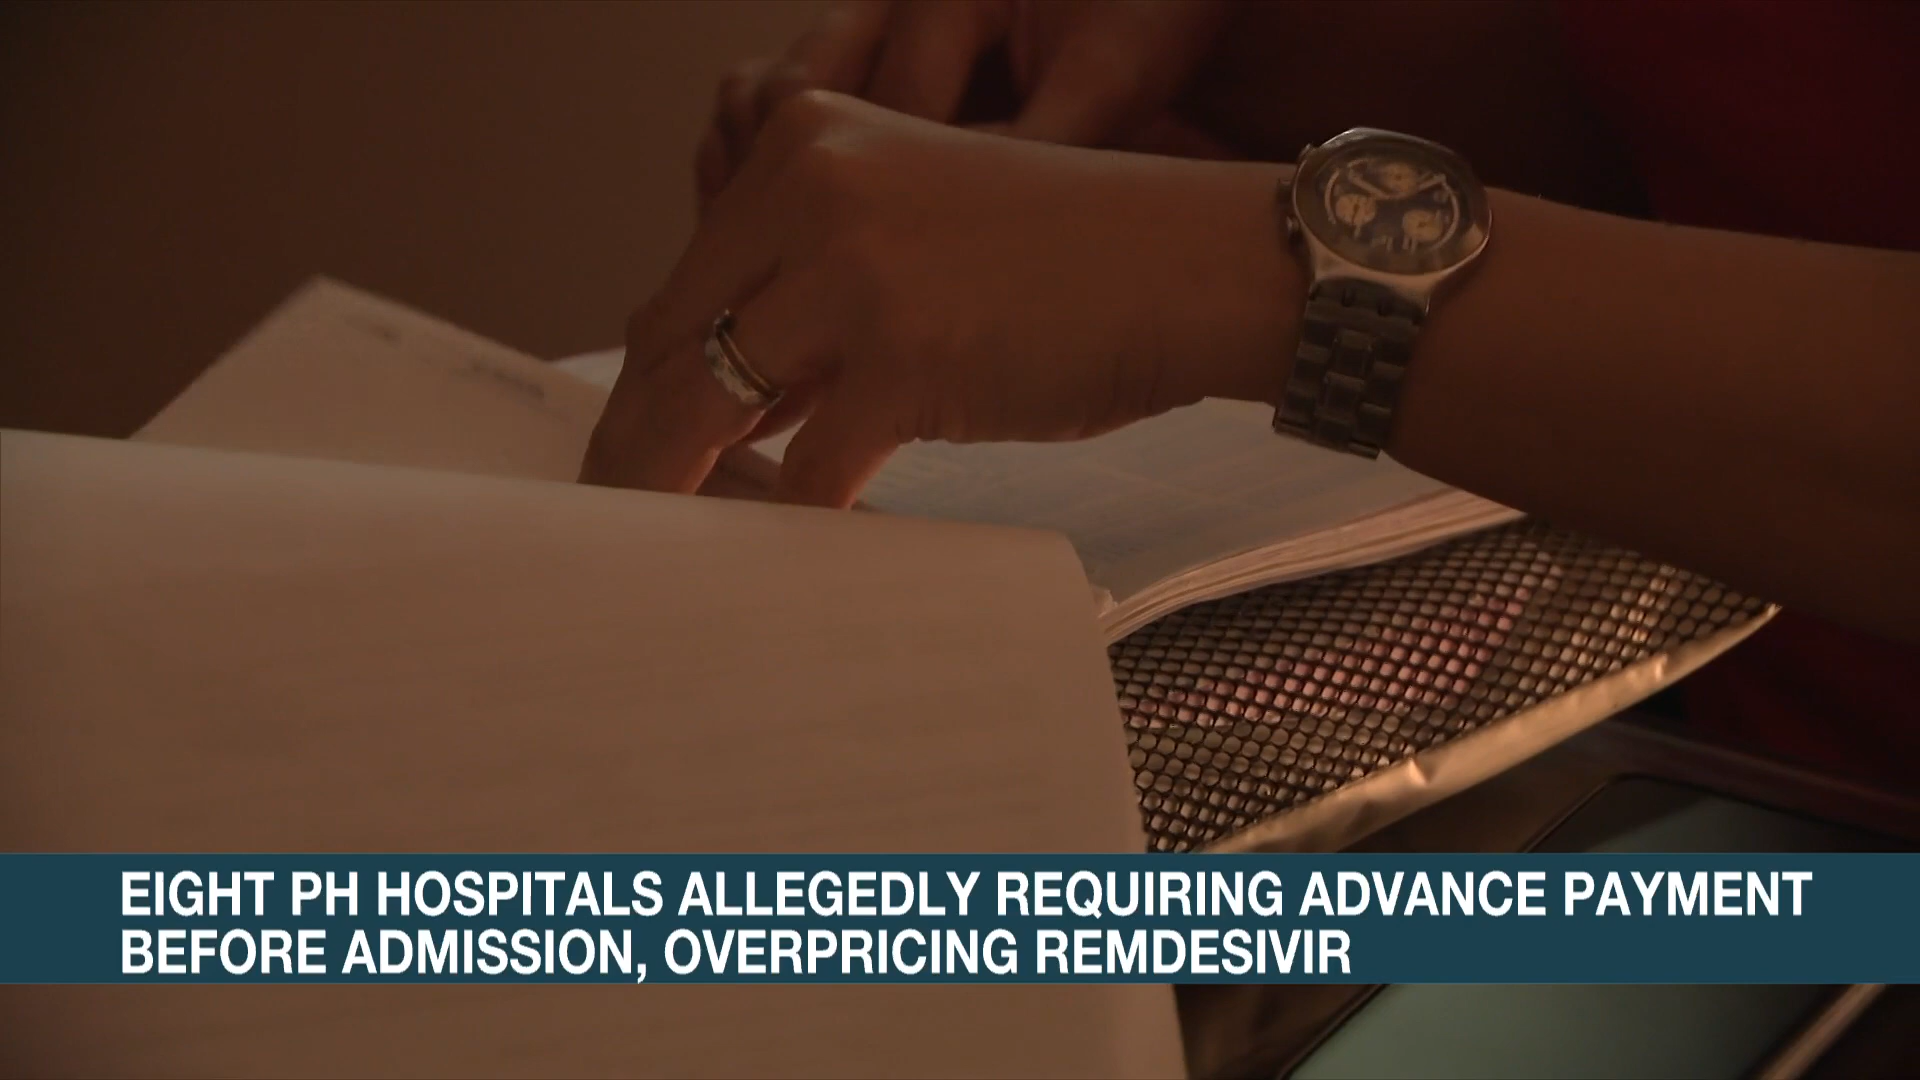 EIGHT PH HOSPITALS ALLEGEDLY REQUIRING ADVANCE PAYMENT
BEFORE ADMISSION, OVERPRICING REMDESIVIR